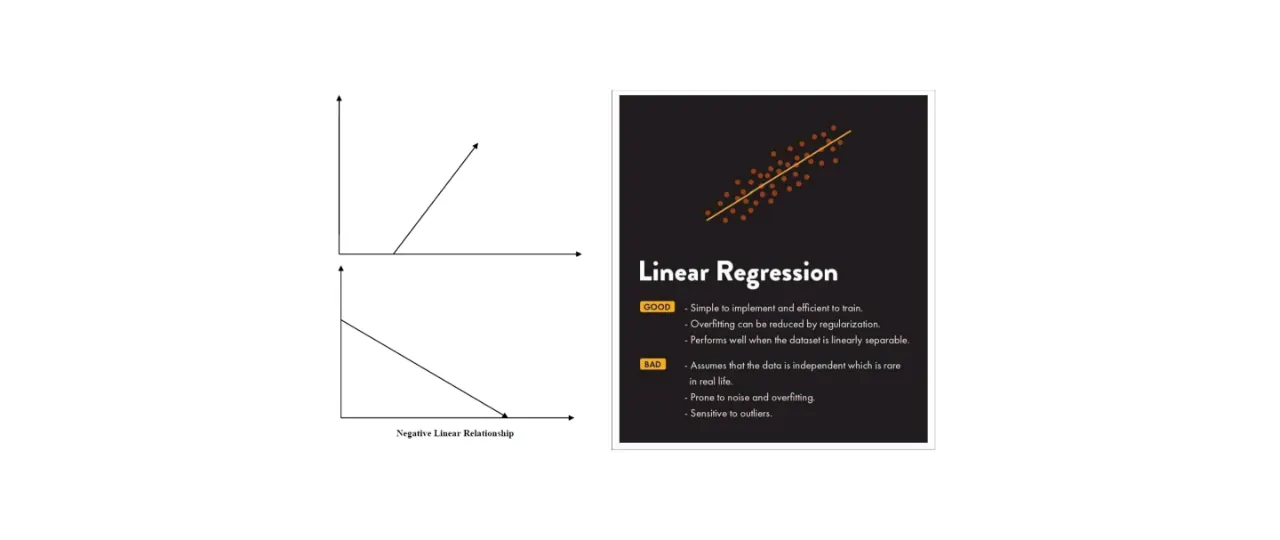 Negative Linear Relationship
Linear Regression
GOOD - Simple to implement and efficient to train.
- Overfitting can be reduced by regularization.
- Performs well when the dataset is linearly separable.
BAD - Assumes that the data is independent which is rare
in real life.
- Prone to noise and overfitting.
- Sensitive to outliers.